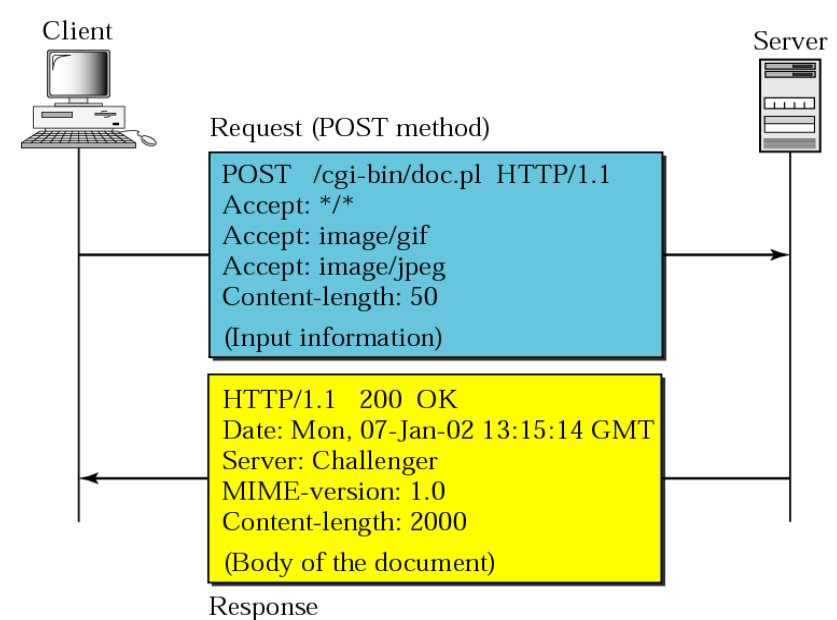 Client
Server
Request (POST method)
POST /cgi-bin/doc.pl HTTP/1.1
Accept: */*
Accept: image/gif
Accept: image/jpeg
Content-length: 50
(Input information)
HTTP/1.1 200 OK
Date: Mon, 07-Jan-02 13:15:14 GMT
Server: Challenger
MIME-version: 1.0
Content-length: 2000
(Body of the document)
Response